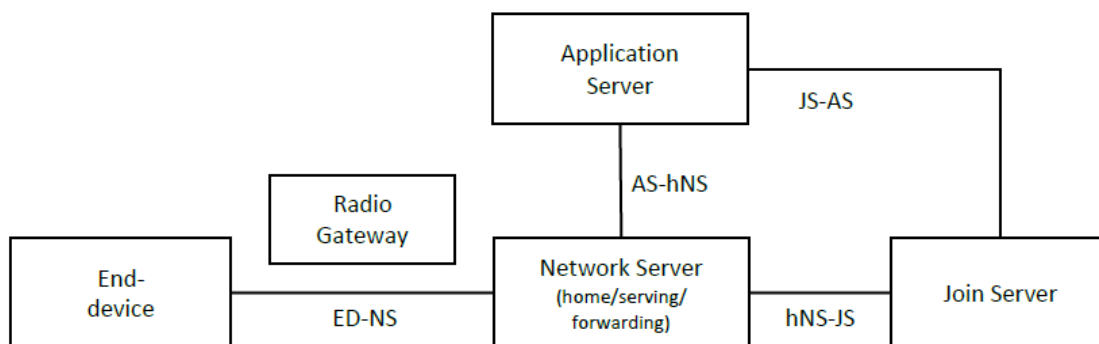 Application
Server
JS-AS
AS-hNS
Radio
Gateway
End-
device
ED-NS
Network Server
(home/serving/
forwarding)
hNS-JS
Join Server